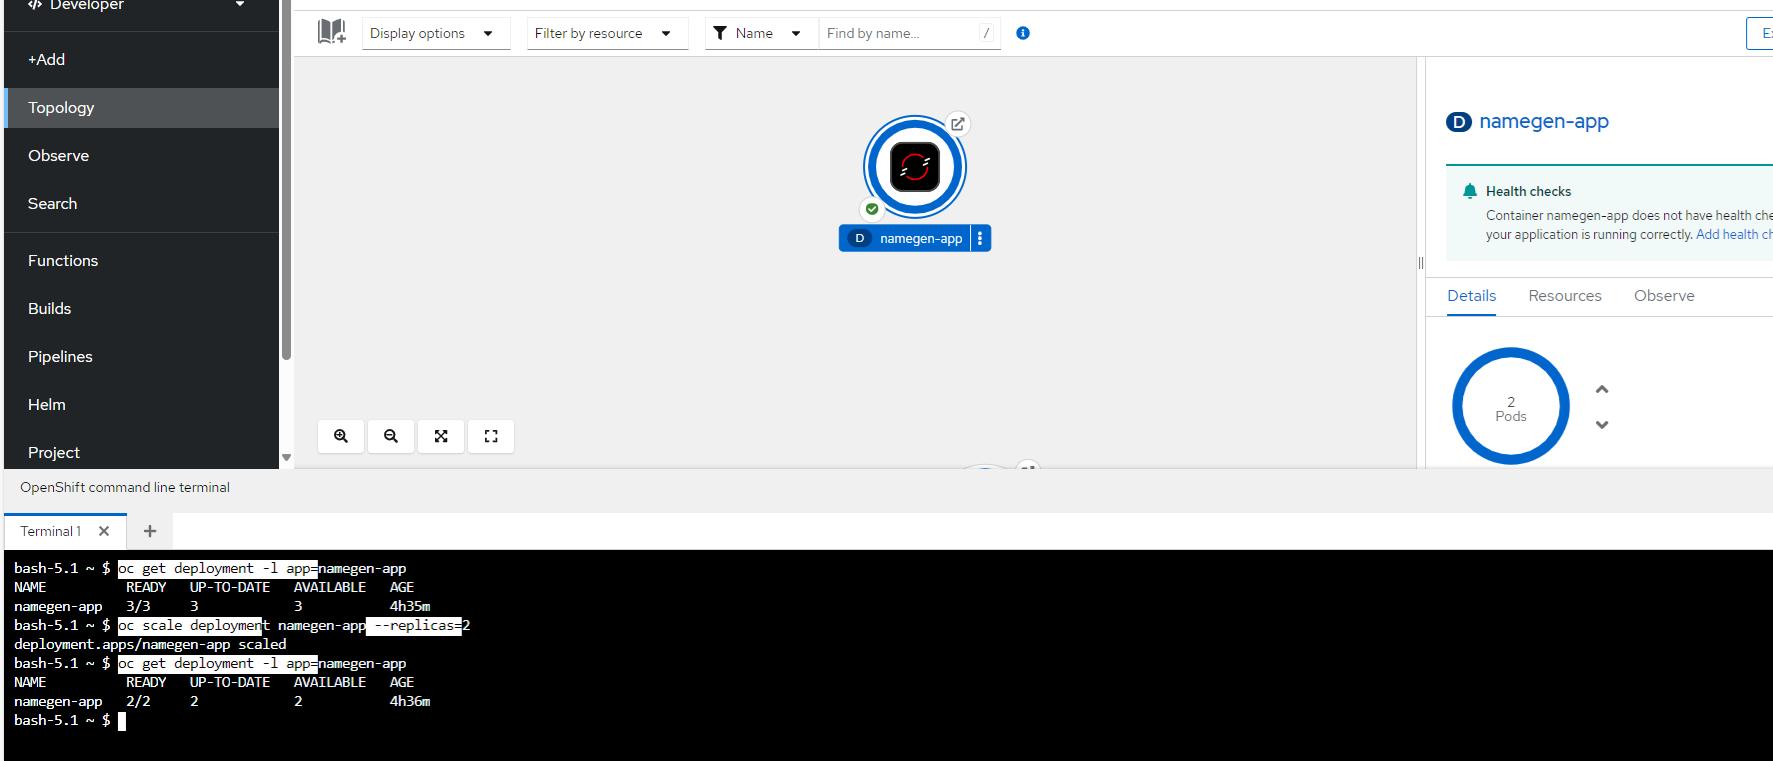 </> Developer
+Add
Topology
Observe
Search
Functions
Builds
Pipelines
Helm
Project
Display options
Filter by resource
Name
Find by name...
/
D namegen-app
D namegen-app
Health checks
Container namegen-app does not have health che
your application is running correctly. Add health ch
Details Resources Observe
2
Pods
OpenShift command line terminal
Terminal 1
bash-5.1 ~ $ oc get deployment -l app=namegen-app
NAME READY UP-TO-DATE AVAILABLE AGE
namegen-app 3/3 3 3 4h35m
bash-5.1 ~ $ oc scale deployment namegen-app --replicas=2
deployment.apps/namegen-app scaled
bash-5.1 ~ $ oc get deployment -l app=namegen-app
NAME READY UP-TO-DATE AVAILABLE AGE
namegen-app 2/2 2 2 4h36m
bash-5.1 ~ $